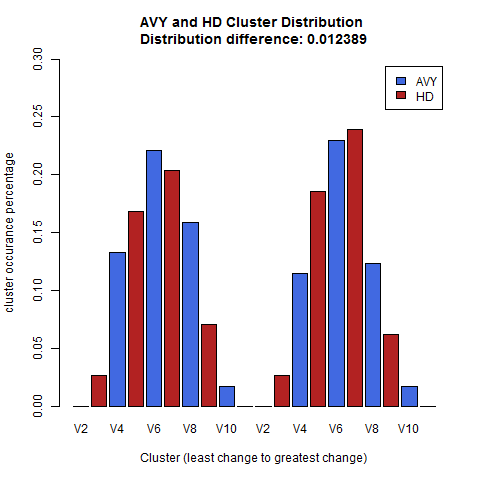 AVY and HD Cluster Distribution
Distribution difference: 0.012389
0.30
0.25
0.20
0.15
0.10
0.05
0.00
cluster occurance percentage
AVY
HD
V2 V4 V6 V8 V10 V2 V4 V6 V8 V10
Cluster (least change to greatest change)